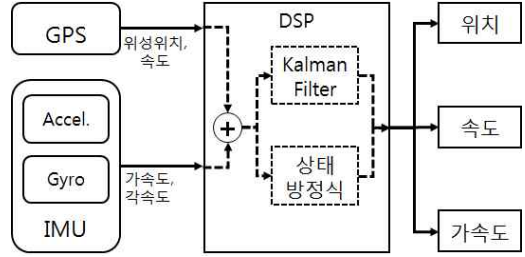 GPS
위성위치,
속도
Accel.
Gyro
IMU
가속도,
각속도
DSP
+
Kalman
Filter
상태
방정식
위치
속도
가속도